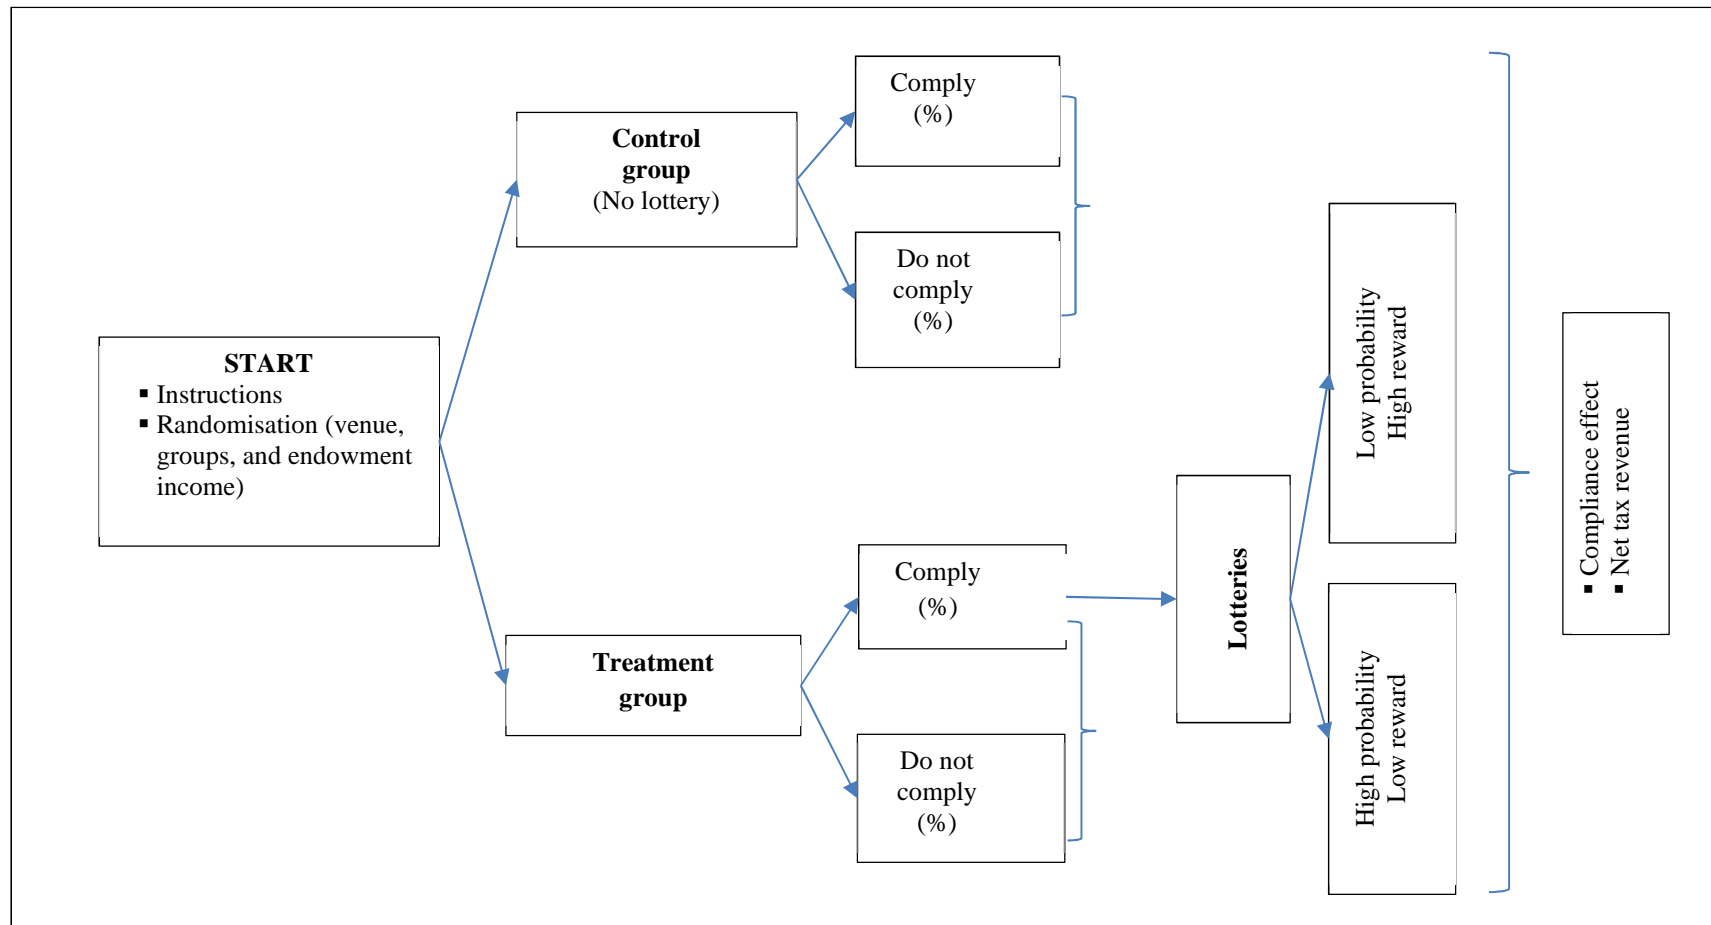 START
▪ Instructions
▪ Randomisation (venue,
groups, and endowment
income)
Control
group
(No lottery)
Comply
(%)
Do not
comply
(%)
Treatment
group
Comply
(%)
Do not
comply
(%)
Lotteries
Low probability
High reward
High probability
Low reward
▪ Compliance effect
▪ Net tax revenue